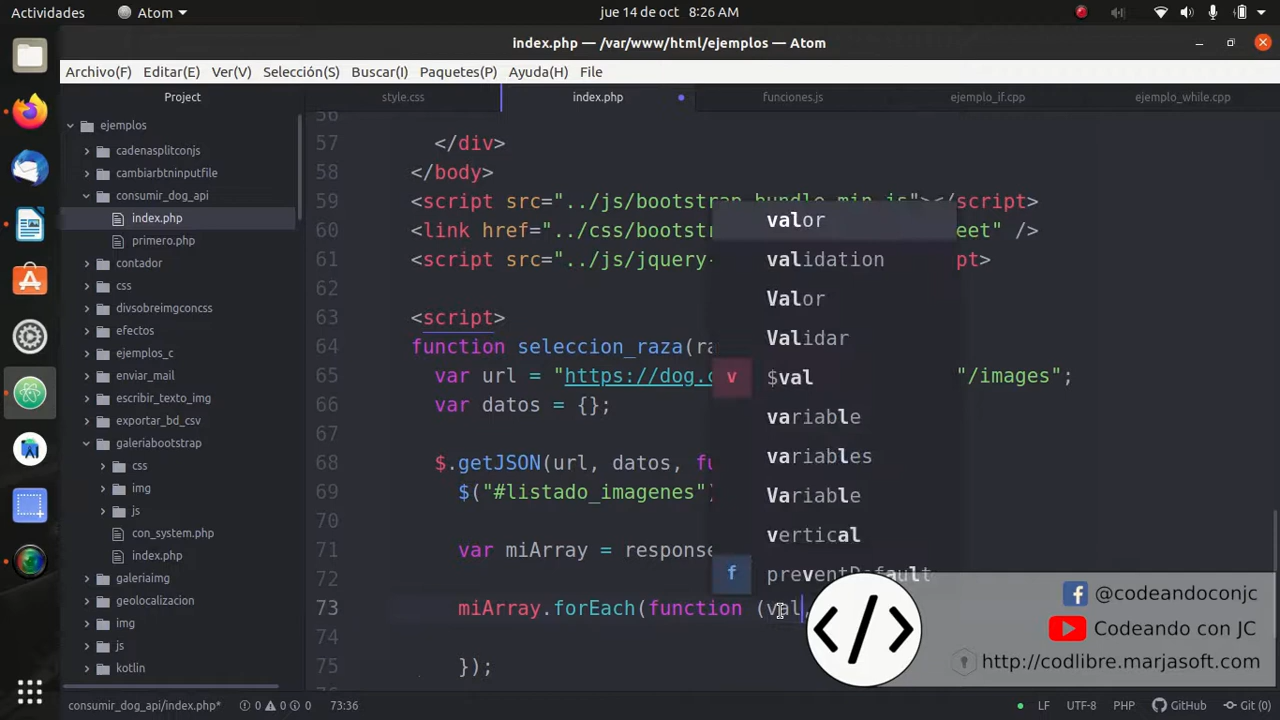 Actividades
Atom
jue 14 de oct 8:26 AM
index.php — /var/www/html/ejemplos — Atom
Archivo(F) Editar(E) Ver(V) Selección(S) Buscar(I) Paquetes(P) Ayuda(H) File
Project
style.css
index.php
funciones.js
ejemplo_if.cpp
ejemplo_while.cpp
ejemplos
cadenasplitconjs
cambiarbtninputfile
consumir_dog_api
index.php
primero.php
contador
css
divsobreimgconcss
efectos
ejemplos_c
enviar_mail
escribir_texto_img
exportar_bd_csv
galeriabootstrap
css
img
js
con_system.php
index.php
galeriaimg
geolocalizacion
img
js
kotlin
56
57 </div>
58 </body>
59 <script src="../js/bootstrap.bundle.min.js"></script>
60 <link href="../css/bootstr eet" />
61 <script src="../js/jquery- pt>
62
63 <script>
64 function seleccion_raza(ra
65 var url = "https://dog.c "/images";
66 var datos = {};
67
68 $.getJSON(url, datos, fu
69 $("#listado_imagenes")
70
71 var miArray = response
72
73 miArray.forEach(function (val,
74
75 });
valor
validation
Valor
Validar
v $val
variable
variables
Variable
vertical
f preventDefault
@codeandoconjc
Codeando con JC
http://codlibre.marjasoft.com
</>
consumir_dog_api/index.php* 0 0 0 73:36
LF UTF-8 PHP GitHub Git (0)